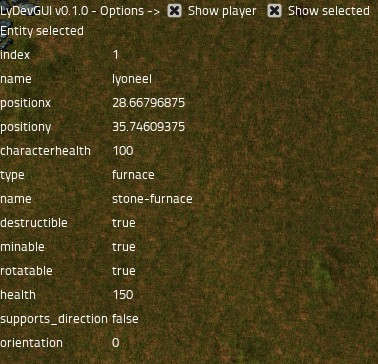 LyDevGUI v0.1.0 - Options -> Show player Show selected
Entity selected
index 1
name lyoneel
positionx 28.66796875
positiony 35.74609375
characterhealth 100
type furnace
name stone-furnace
destructible true
minable true
rotatable true
health 150
supports_direction false
orientation 0